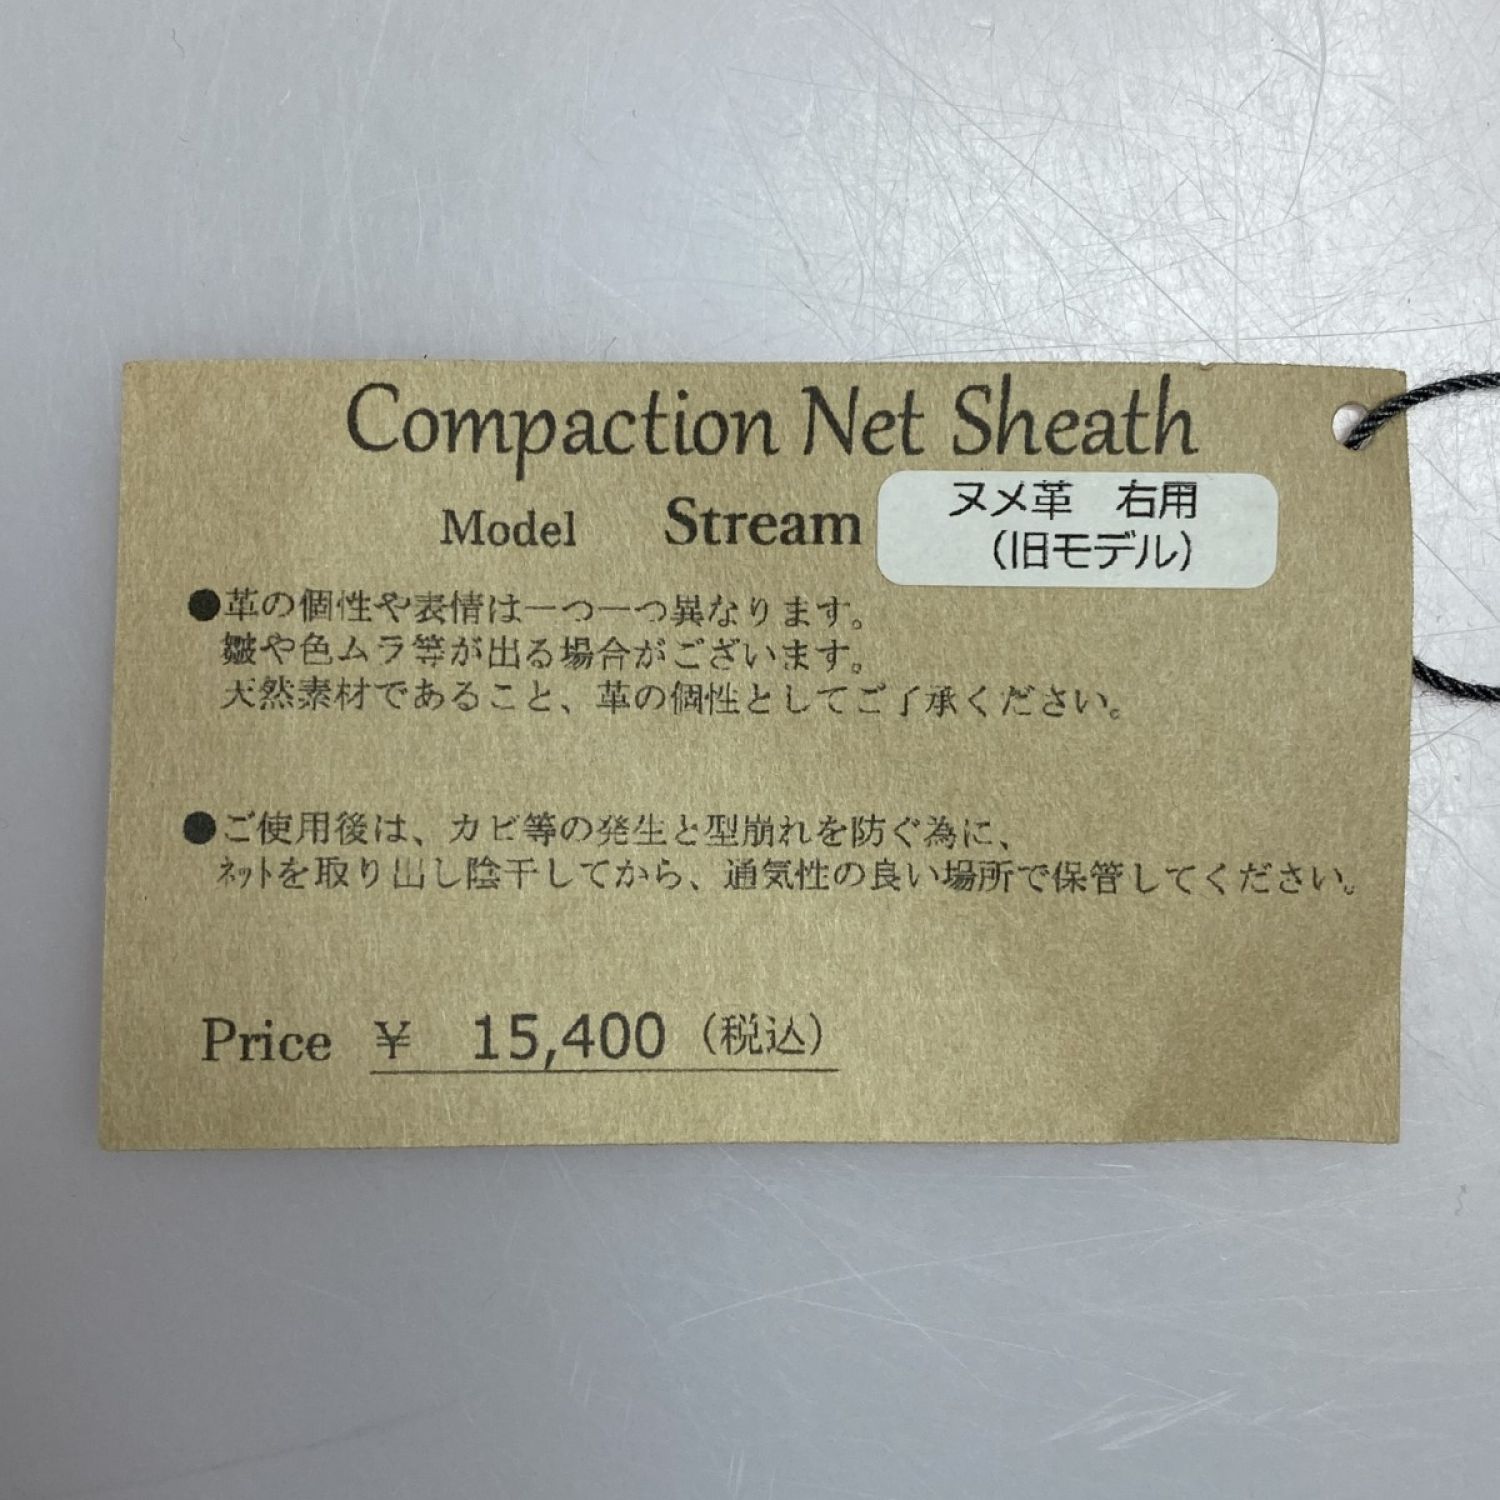 Compaction Net Sheath
Model Stream ヌメ革 右用
(旧モデル)
●革の個性や表情は一つ一つ異なります。
皺や色ムラ等が出る場合がございます。
天然素材であること、革の個性としてご了承ください。
●ご使用後は、カビ等の発生と型崩れを防ぐ為に、
ﾈｯﾄを取り出し陰干してから、通気性の良い場所で保管してください。
Price ¥ 15,400（税込）